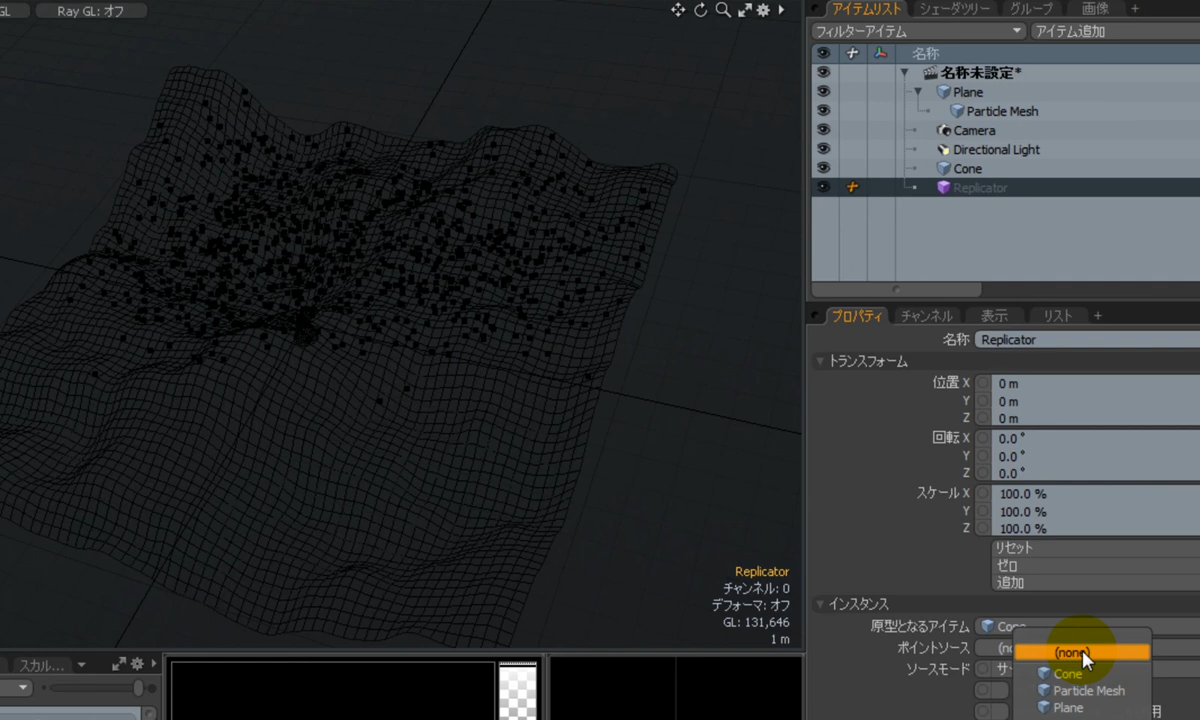 GL Ray GL: オフ
アイテムリスト シェーダツリー グループ 画像 +
フィルターアイテム アイテム追加
名称
名称未設定*
Plane
Particle Mesh
Camera
Directional Light
Cone
Replicator
プロパティ チャンネル 表示 リスト +
名称 Replicator
トランスフォーム
位置 X 0 m
Y 0 m
Z 0 m
回転 X 0.0 °
Y 0.0 °
Z 0.0 °
スケール X 100.0 %
Y 100.0 %
Z 100.0 %
リセット
ゼロ
追加
インスタンス
原型となるアイテム Cone
ポイントソース (no
ソースモード サ
(none)
Cone
Particle Mesh
Plane
用
Replicator
チャンネル: 0
デフォーマ: オフ
GL: 131,646
1 m
スカル...